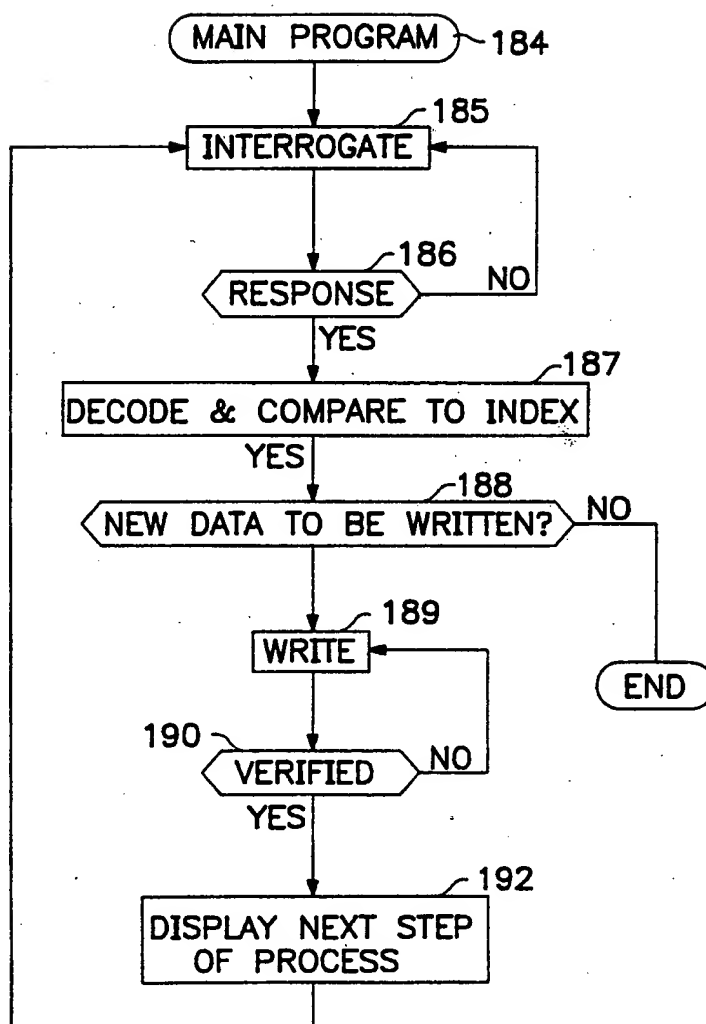 MAIN PROGRAM
184
185
INTERROGATE
186
RESPONSE
NO
YES
187
DECODE & COMPARE TO INDEX
YES
188
NEW DATA TO BE WRITTEN?
NO
189
WRITE
END
190
VERIFIED
NO
YES
192
DISPLAY NEXT STEP
OF PROCESS